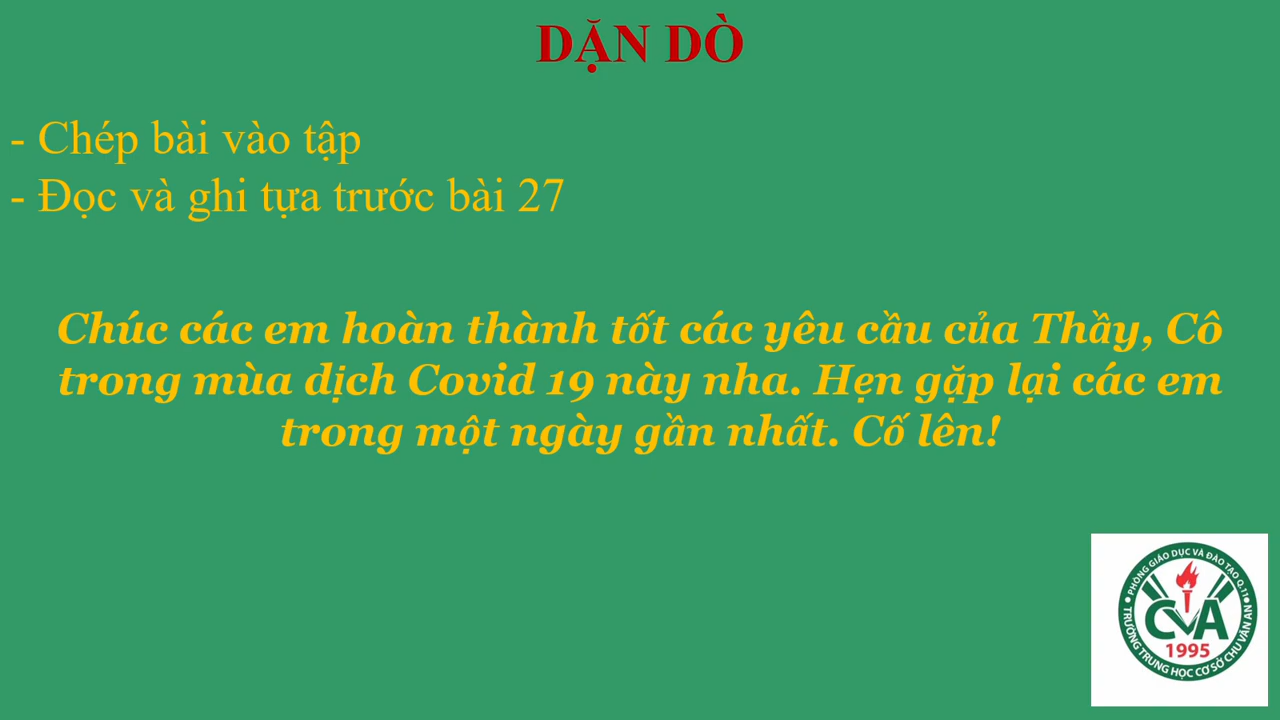 DẶN DÒ
- Chép bài vào tập
- Đọc và ghi tựa trước bài 27
Chúc các em hoàn thành tốt các yêu cầu của Thầy, Cô
trong mùa dịch Covid 19 này nha. Hẹn gặp lại các em
trong một ngày gần nhất. Cố lên!
PHÒNG GIÁO DỤC VÀ ĐÀO TẠO Q.11
CVA
1995
TRƯỜNG TRUNG HỌC CƠ SỞ CHU VĂN AN